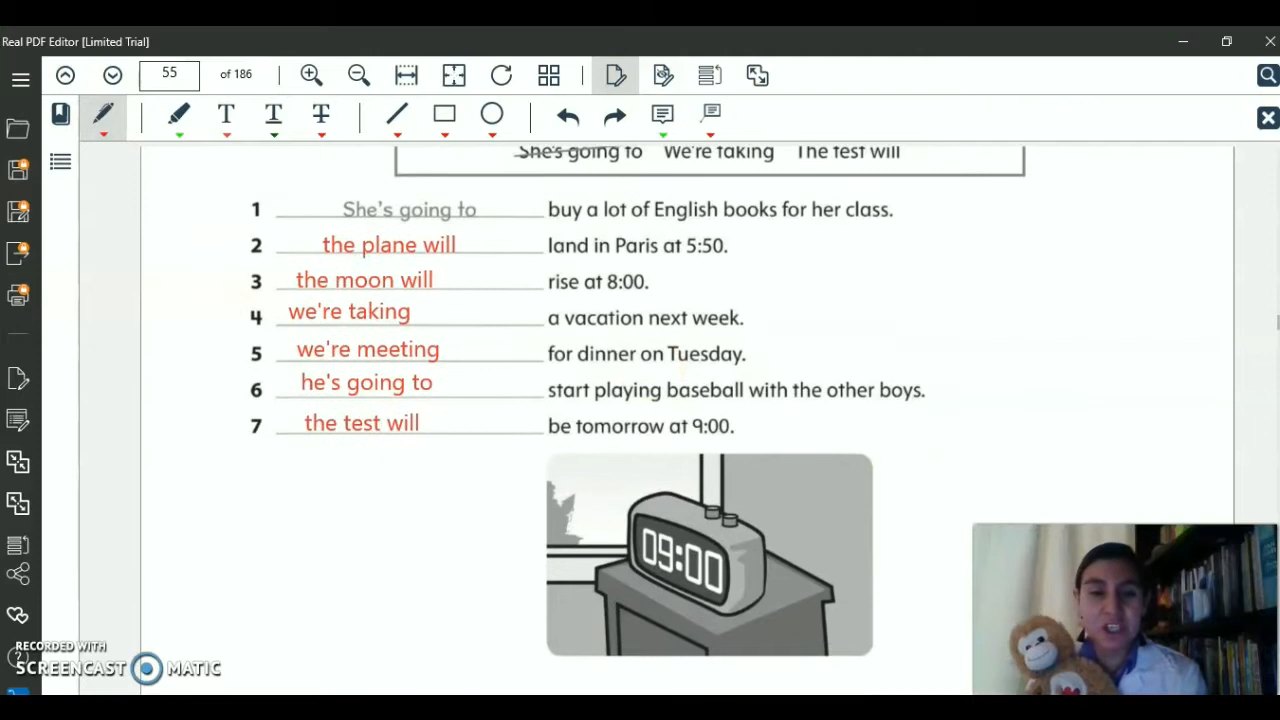 Real PDF Editor [Limited Trial]
55 of 186
She's going to We're taking The test will
1 She's going to buy a lot of English books for her class.
2 the plane will land in Paris at 5:50.
3 the moon will rise at 8:00.
4 we're taking a vacation next week.
5 we're meeting for dinner on Tuesday.
6 he's going to start playing baseball with the other boys.
7 the test will be tomorrow at 9:00.
09:00
RECORDED WITH
SCREENCAST MATIC